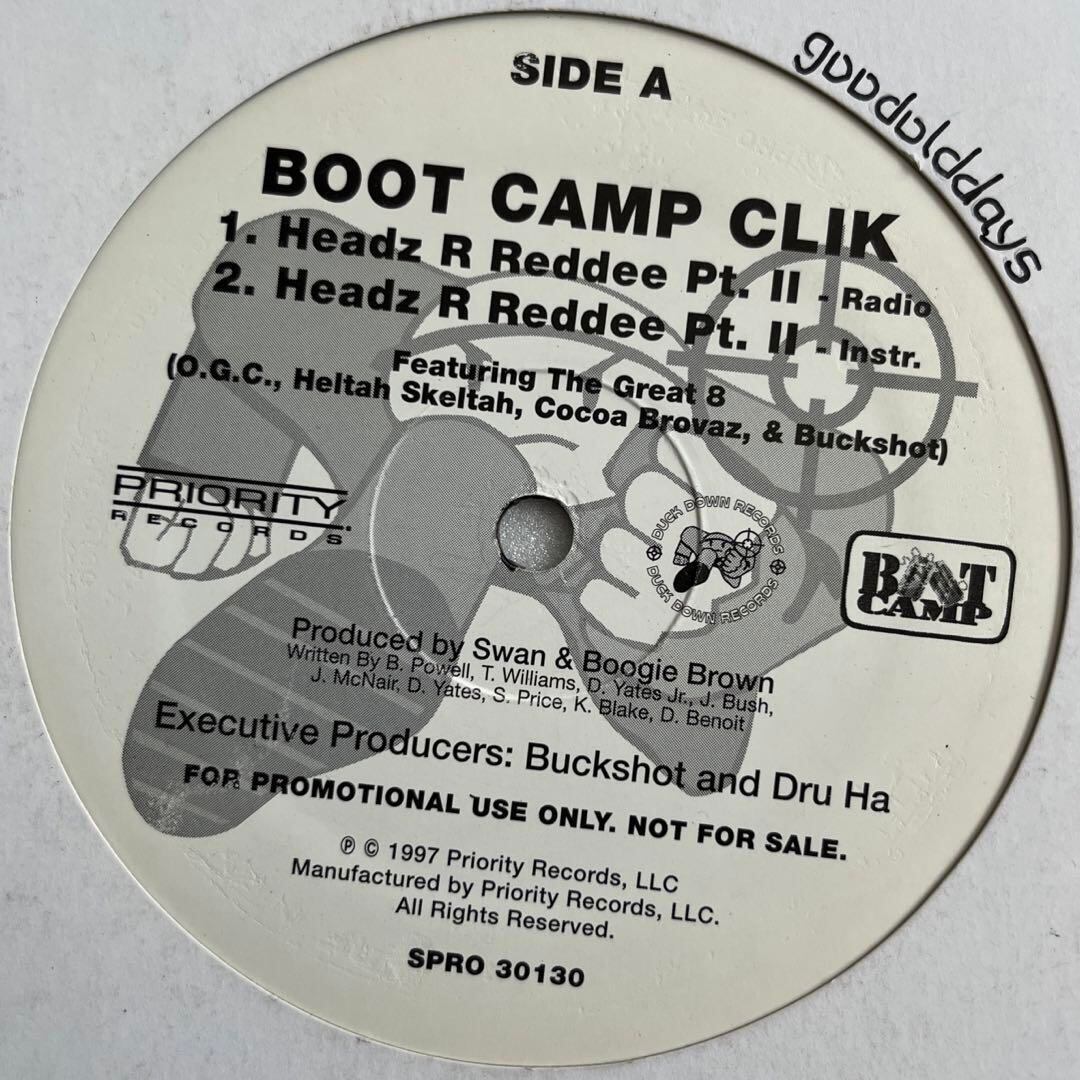 SIDE A
goodolddays
BOOT CAMP CLIK
1. Headz R Reddee Pt. II - Radio
2. Headz R Reddee Pt. II - Instr.
Featuring The Great 8
(O.G.C., Heltah Skeltah, Cocoa Brovaz, & Buckshot)
PRIORITY
RECORDS
DUCK DOWN RECORDS
DUCK DOWN RECORDS
BOOT
CAMP
Produced by Swan & Boogie Brown
Written By B. Powell, T. Williams, D. Yates Jr., J. Bush,
J. McNair, D. Yates, S. Price, K. Blake, D. Benoit
Executive Producers: Buckshot and Dru Ha
FOR PROMOTIONAL USE ONLY. NOT FOR SALE.
℗ © 1997 Priority Records, LLC
Manufactured by Priority Records, LLC.
All Rights Reserved.
SPRO 30130